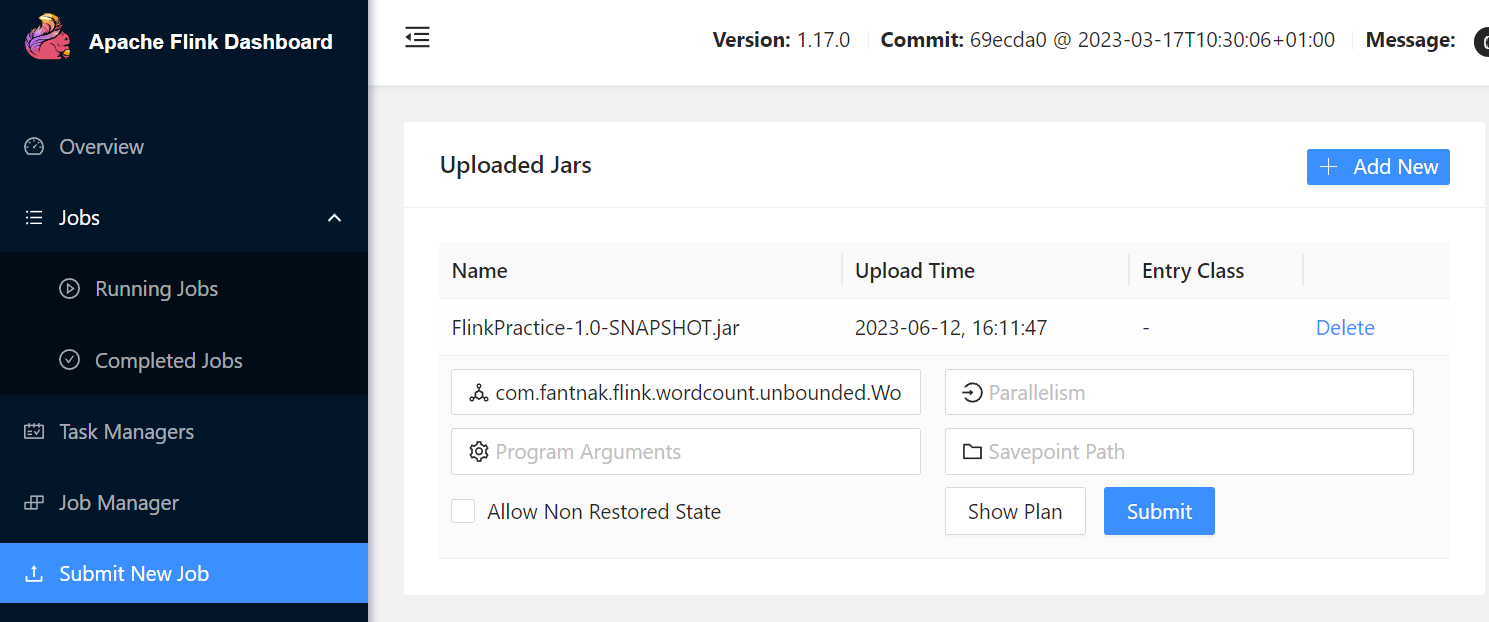 Apache Flink Dashboard
Version: 1.17.0 Commit: 69ecda0 @ 2023-03-17T10:30:06+01:00 Message:
Overview
Jobs
Running Jobs
Completed Jobs
Task Managers
Job Manager
Submit New Job
Uploaded Jars
Add New
Name Upload Time Entry Class
FlinkPractice-1.0-SNAPSHOT.jar 2023-06-12, 16:11:47 - Delete
com.fantnak.flink.wordcount.unbounded.Wo Parallelism
Program Arguments Savepoint Path
Allow Non Restored State Show Plan Submit